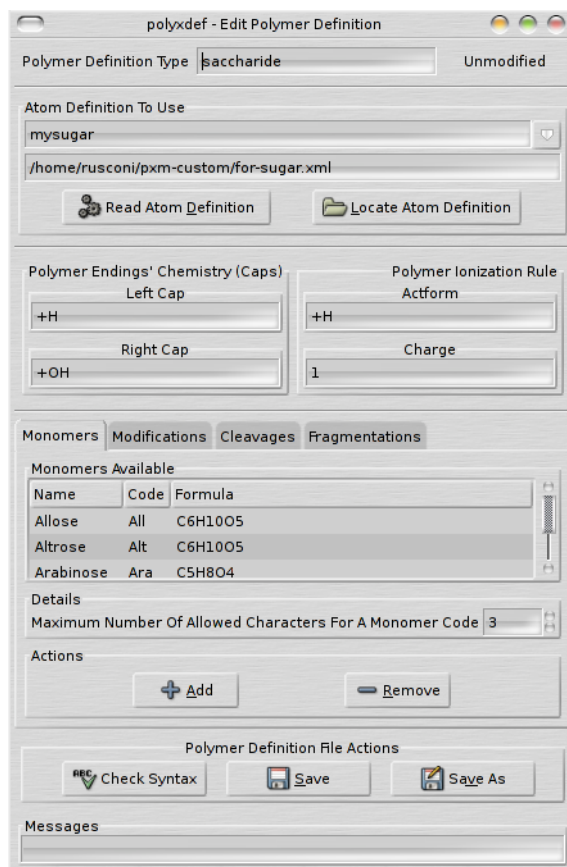 polyxdef - Edit Polymer Definition
Polymer Definition Type saccharide Unmodified
Atom Definition To Use
mysugar
/home/rusconi/pxm-custom/for-sugar.xml
Read Atom Definition Locate Atom Definition
Polymer Endings' Chemistry (Caps) Polymer Ionization Rule
Left Cap Actform
+H +H
Right Cap Charge
+OH 1
Monomers Modifications Cleavages Fragmentations
Monomers Available
Name Code Formula
Allose All C6H10O5
Altrose Alt C6H10O5
Arabinose Ara C5H8O4
Details
Maximum Number Of Allowed Characters For A Monomer Code 3
Actions
Add Remove
Polymer Definition File Actions
ABC Check Syntax Save Save As
Messages